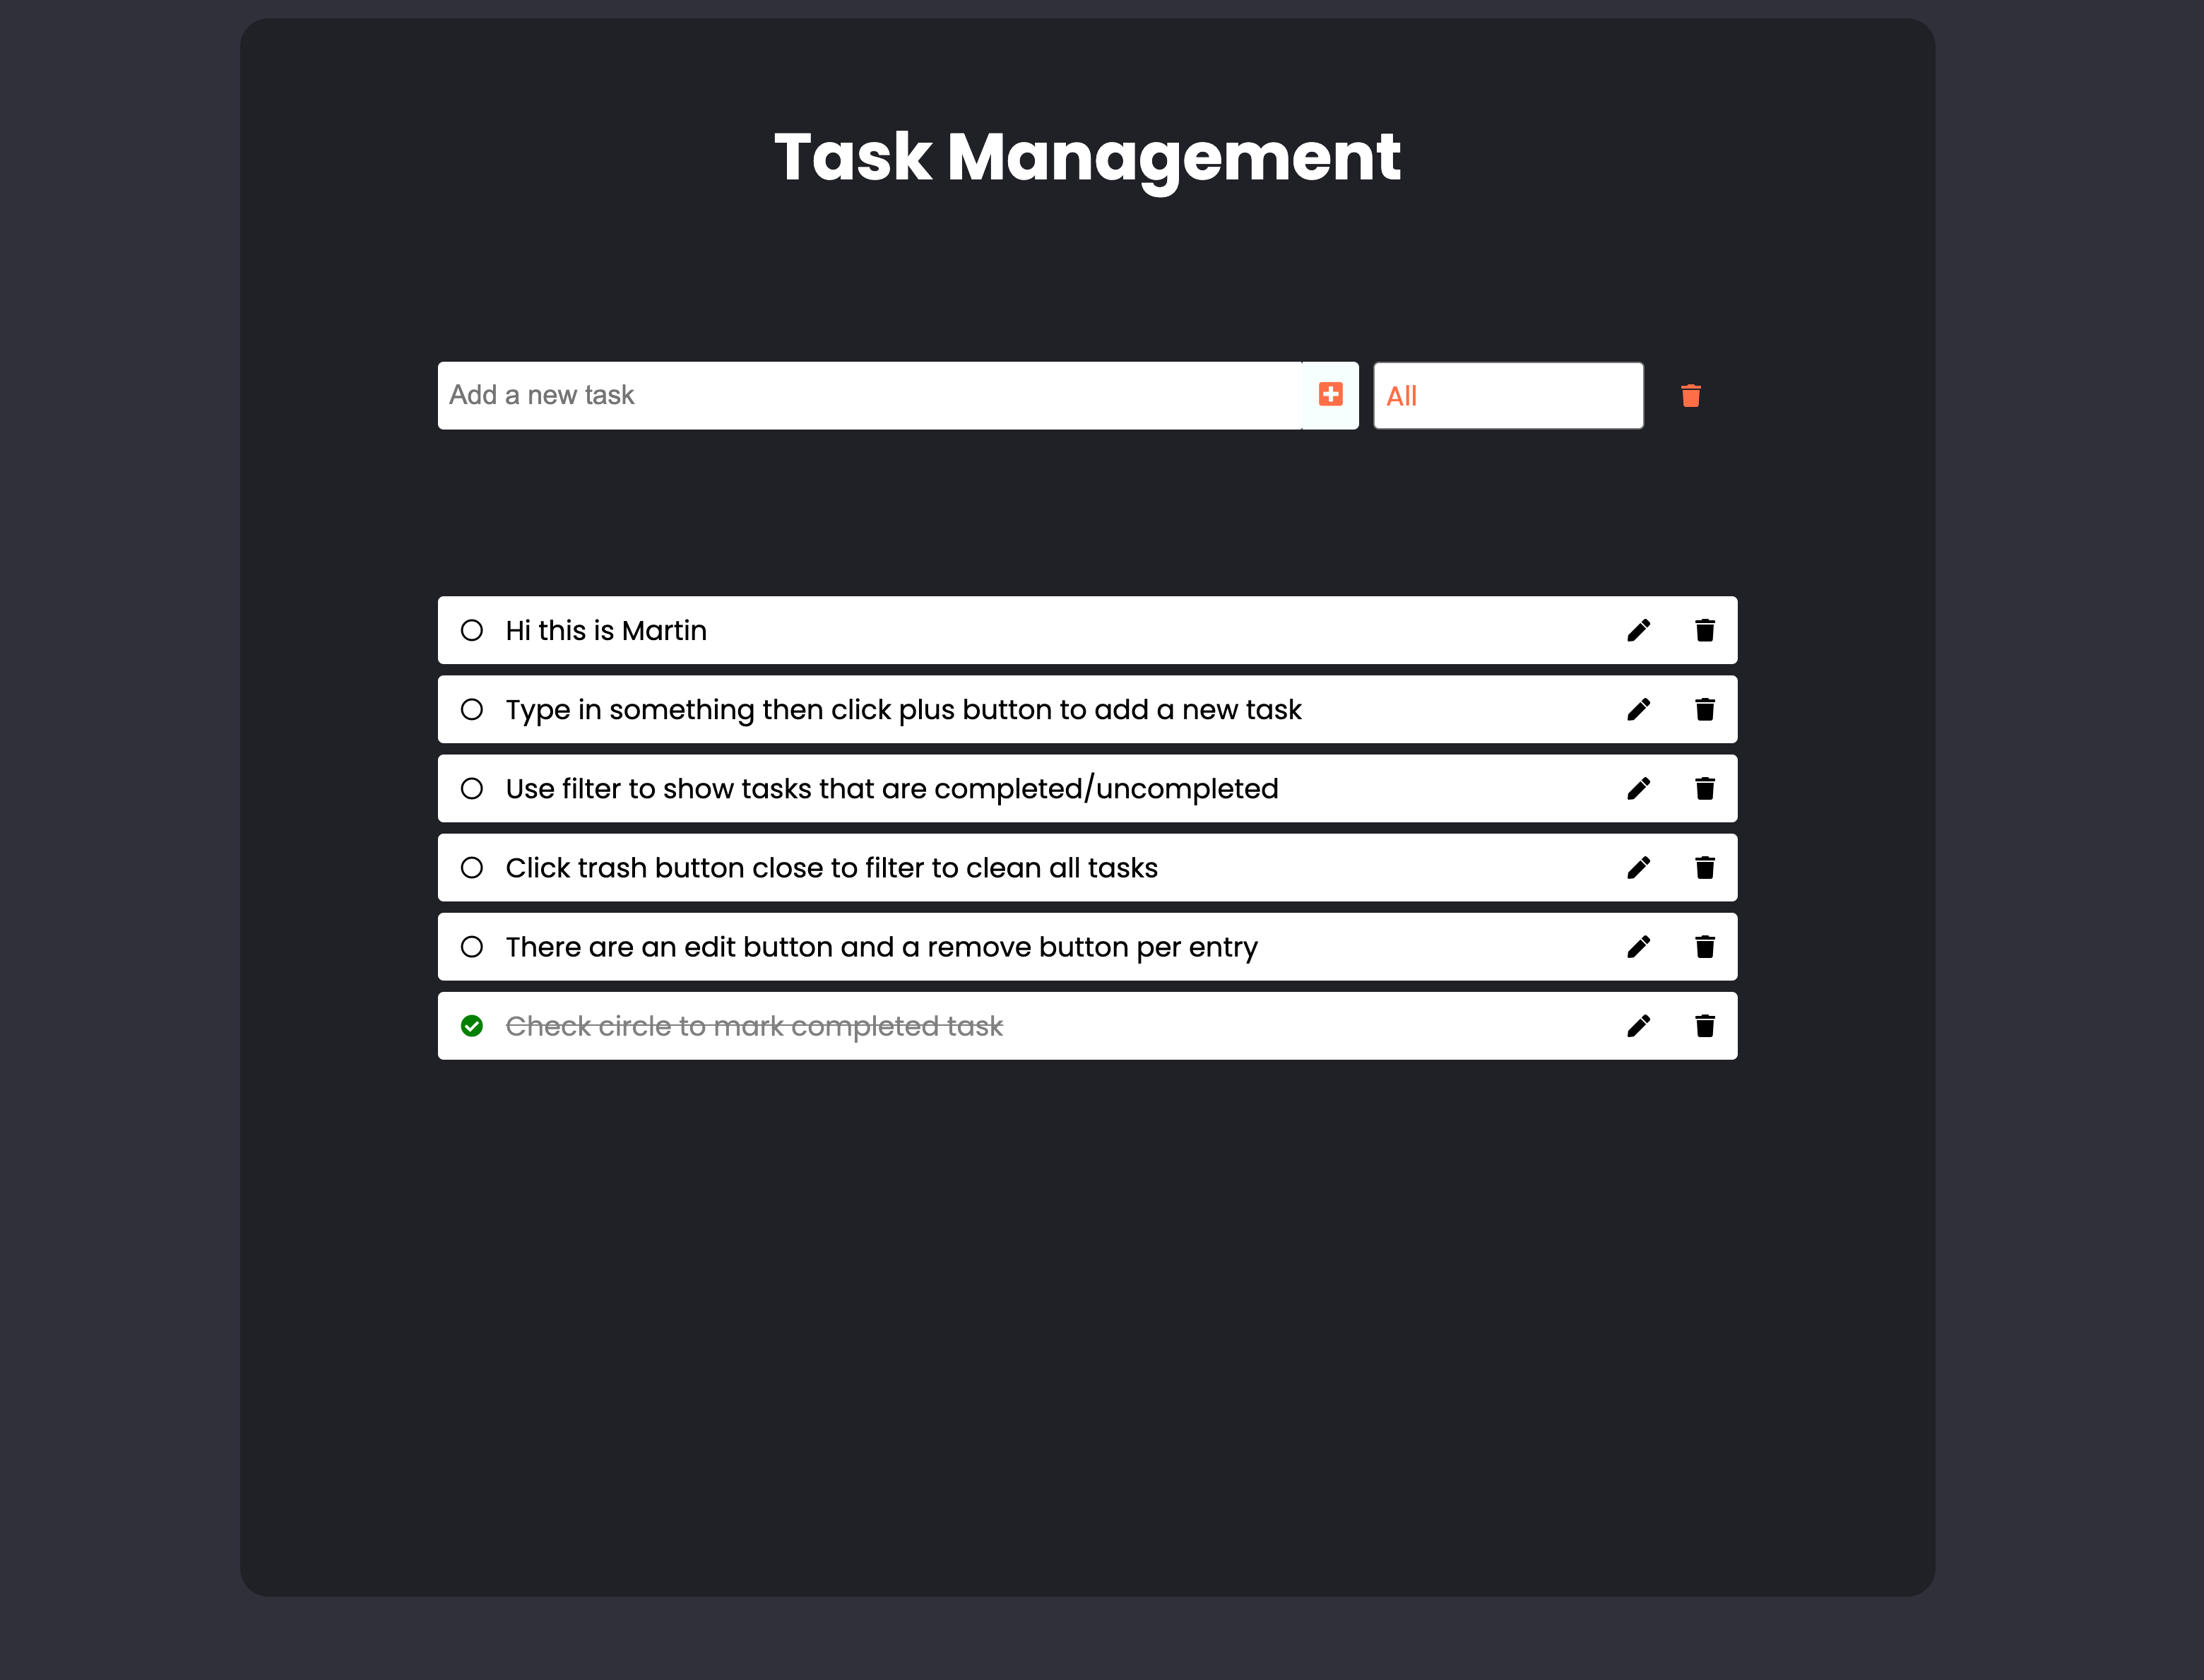 Task Management
Add a new task
All
Hi this is Martin
Type in something then click plus button to add a new task
Use filter to show tasks that are completed/uncompleted
Click trash button close to filter to clean all tasks
There are an edit button and a remove button per entry
Check circle to mark completed task